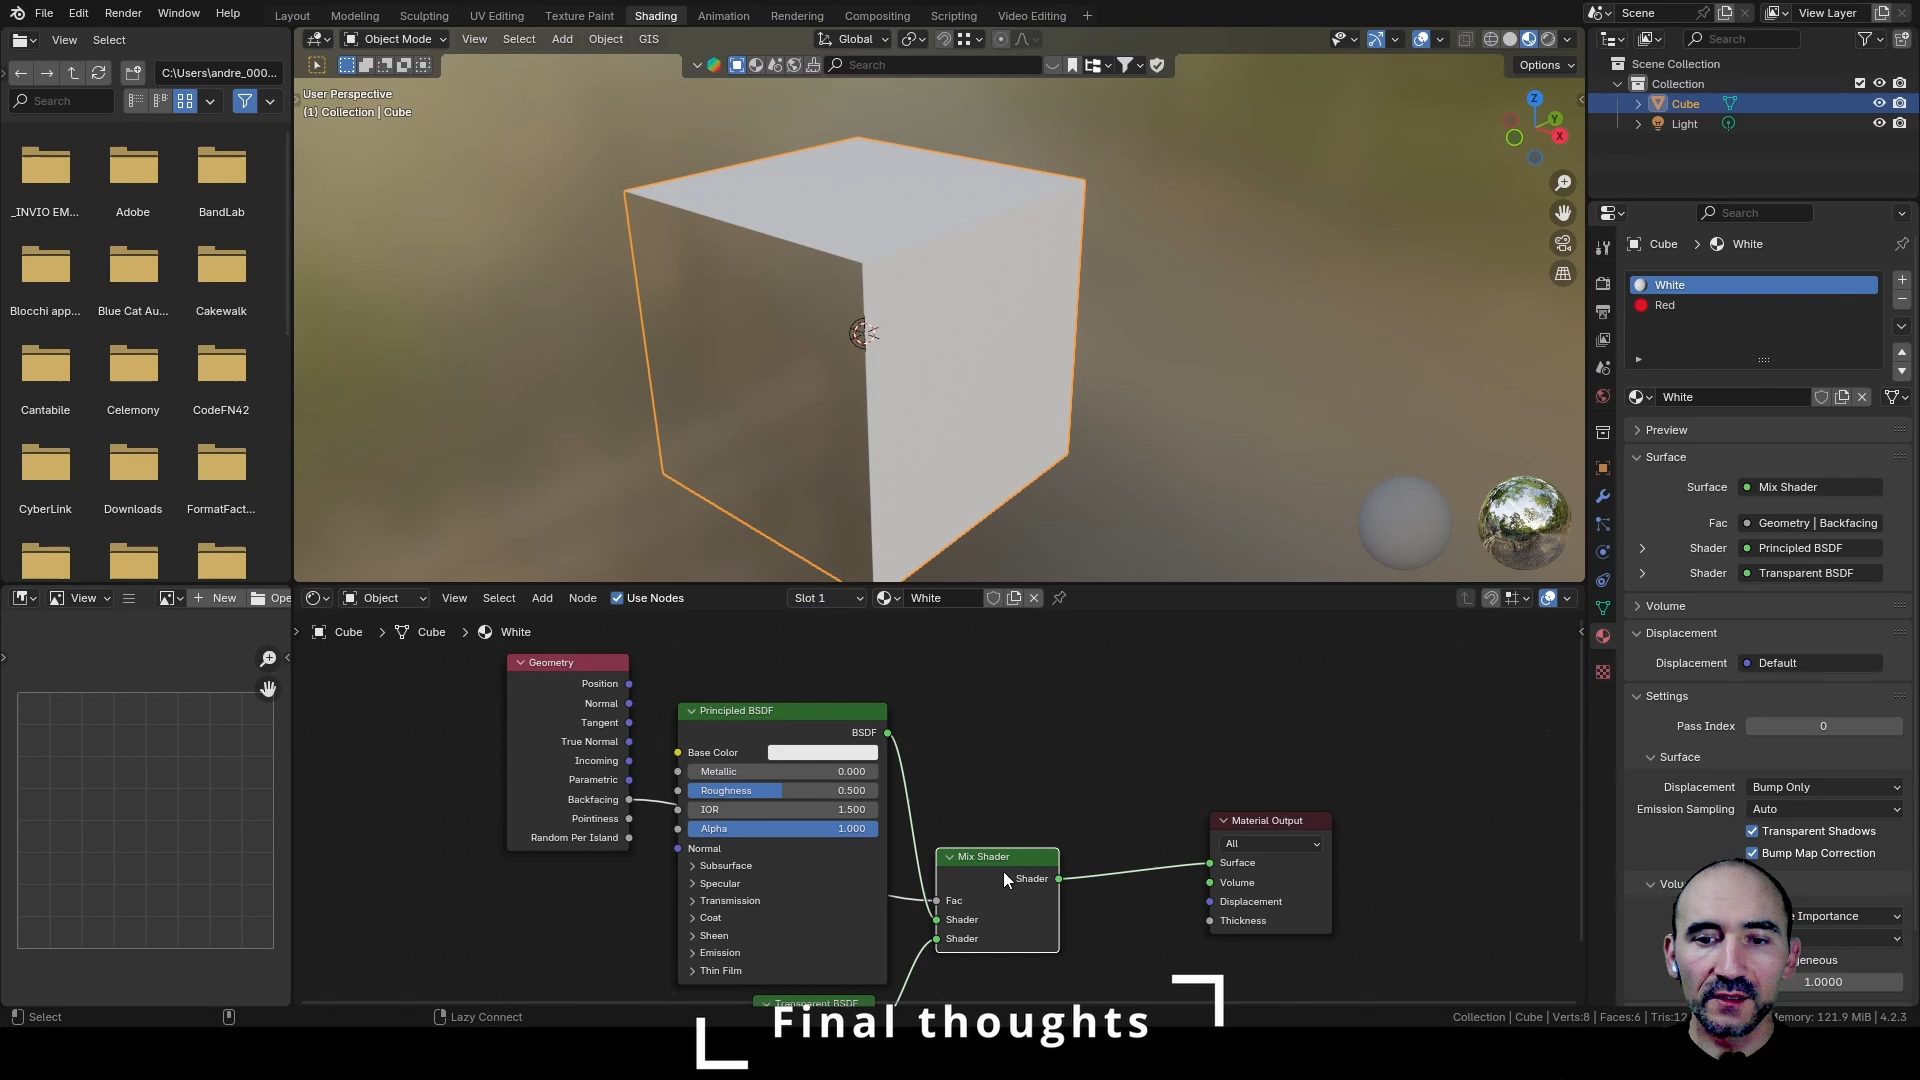 File Edit Render Window Help
Layout Modeling Sculpting UV Editing Texture Paint Shading Animation Rendering Compositing Scripting Video Editing
Scene View Layer
View Select
Object Mode View Select Add Object GIS Global
Search
C:\Users\andre_000...
Search
Search Options
Scene Collection
Collection
Cube
Light
User Perspective
(1) Collection | Cube
Z
Y
X
_INVIO EM... Adobe BandLab
Blocchi app... Blue Cat Au... Cakewalk
Cantabile Celemony CodeFN42
CyberLink Downloads FormatFact...
Search
Cube > White
White
Red
White
Preview
Surface
Surface Mix Shader
Fac Geometry | Backfacing
Shader Principled BSDF
Shader Transparent BSDF
Volume
Displacement
Displacement Default
Settings
Pass Index 0
Surface
Displacement Bump Only
Emission Sampling Auto
Transparent Shadows
Bump Map Correction
Volu
e Importance
geneous
1.0000
View New Ope
Object View Select Add Node Use Nodes Slot 1 White
Cube > Cube > White
Geometry
Position
Normal
Tangent
True Normal
Incoming
Parametric
Backfacing
Pointiness
Random Per Island
Principled BSDF
BSDF
Base Color
Metallic 0.000
Roughness 0.500
IOR 1.500
Alpha 1.000
Normal
Subsurface
Specular
Transmission
Coat
Sheen
Emission
Thin Film
Transparent BSDF
Mix Shader
Shader
Fac
Shader
Shader
Material Output
All
Surface
Volume
Displacement
Thickness
Final thoughts
Select Lazy Connect
Collection | Cube | Verts:8 | Faces:6 | Tris:12 Memory: 121.9 MiB | 4.2.3